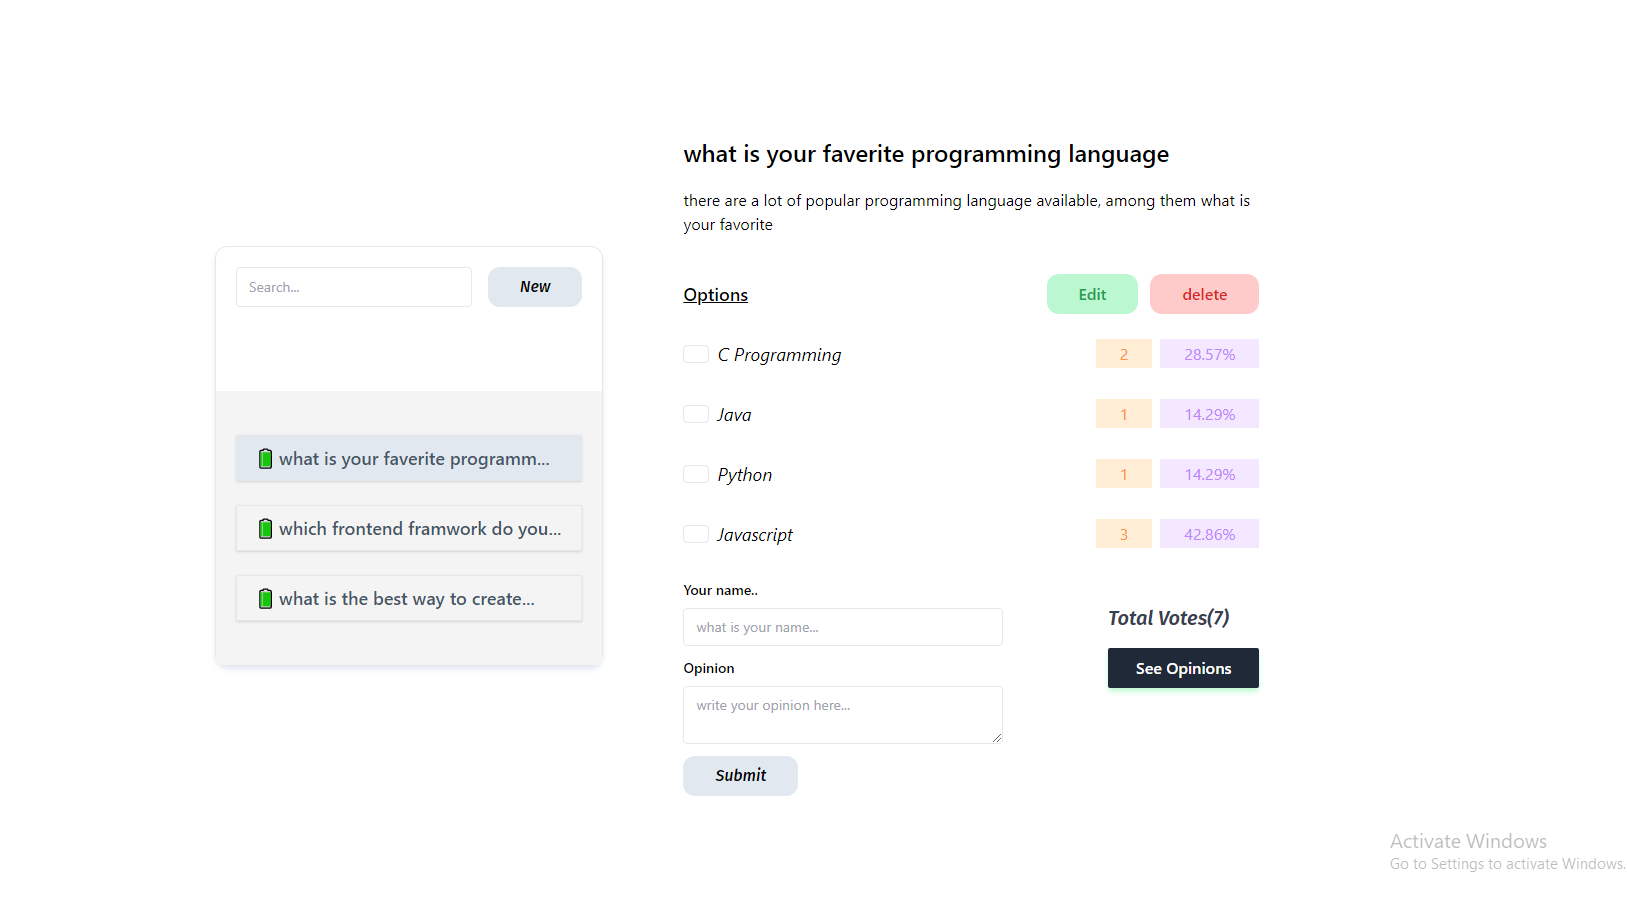 Search...
New
what is your faverite programm...
which frontend framwork do you...
what is the best way to create...
what is your faverite programming language
there are a lot of popular programming language available, among them what is
your favorite
Options
Edit
delete
C Programming 2 28.57%
Java 1 14.29%
Python 1 14.29%
Javascript 3 42.86%
Your name..
what is your name...
Opinion
write your opinion here...
Submit
Total Votes(7)
See Opinions
Activate Windows
Go to Settings to activate Windows.